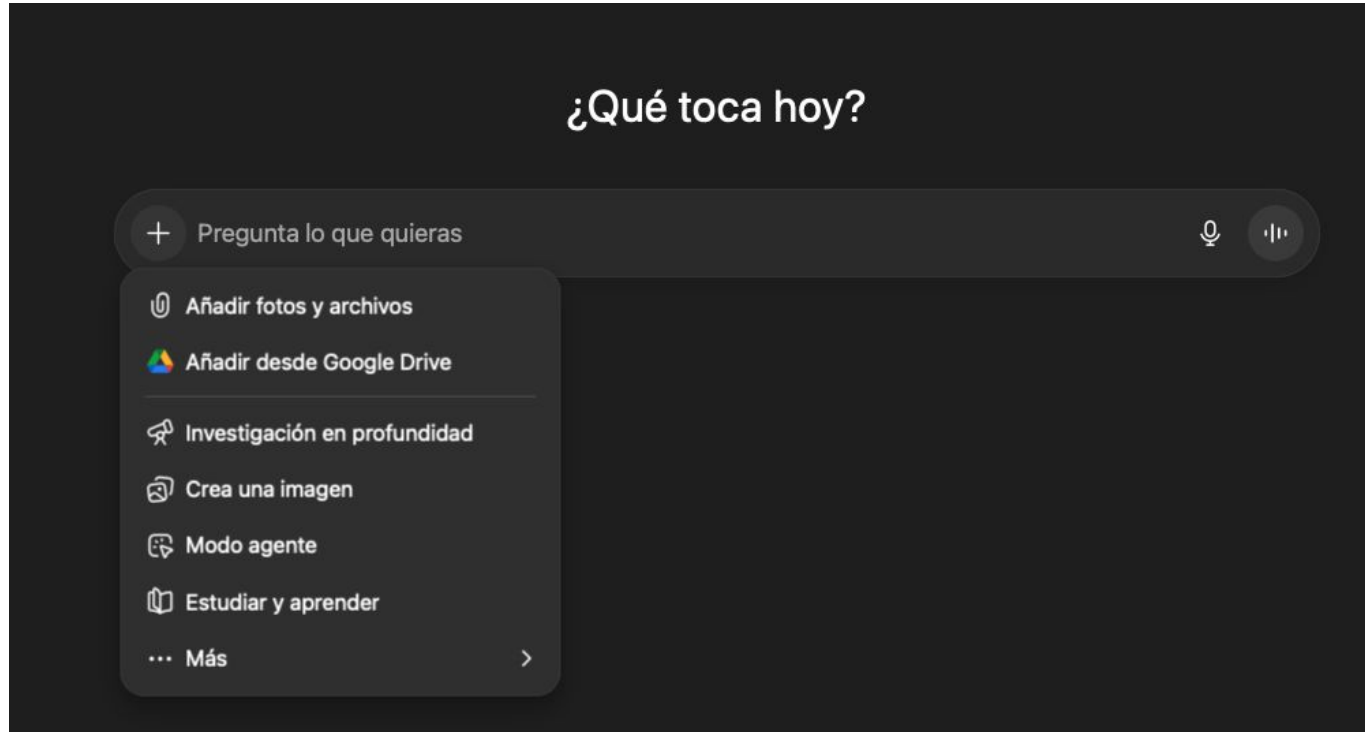 ¿Qué toca hoy?
Pregunta lo que quieras
Añadir fotos y archivos
Añadir desde Google Drive
Investigación en profundidad
Crea una imagen
Modo agente
Estudiar y aprender
Más